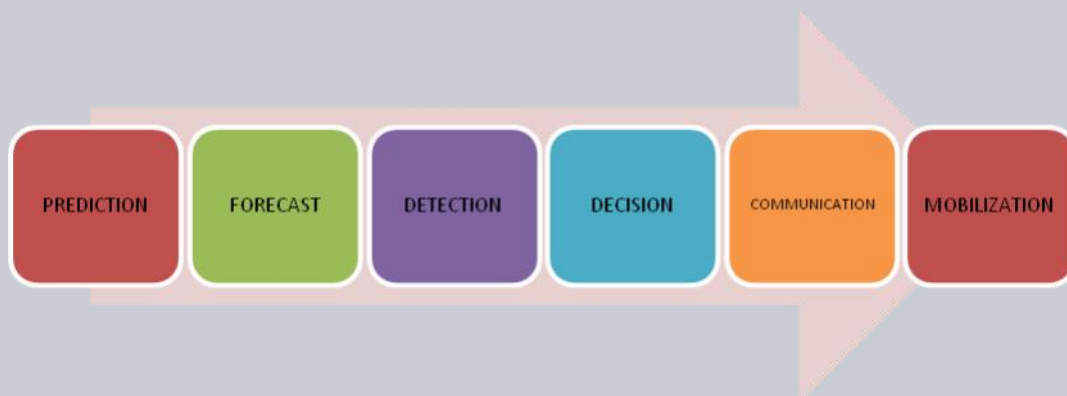 PREDICTION
FORECAST
DETECTION
DECISION
COMMUNICATION
MOBILIZATION